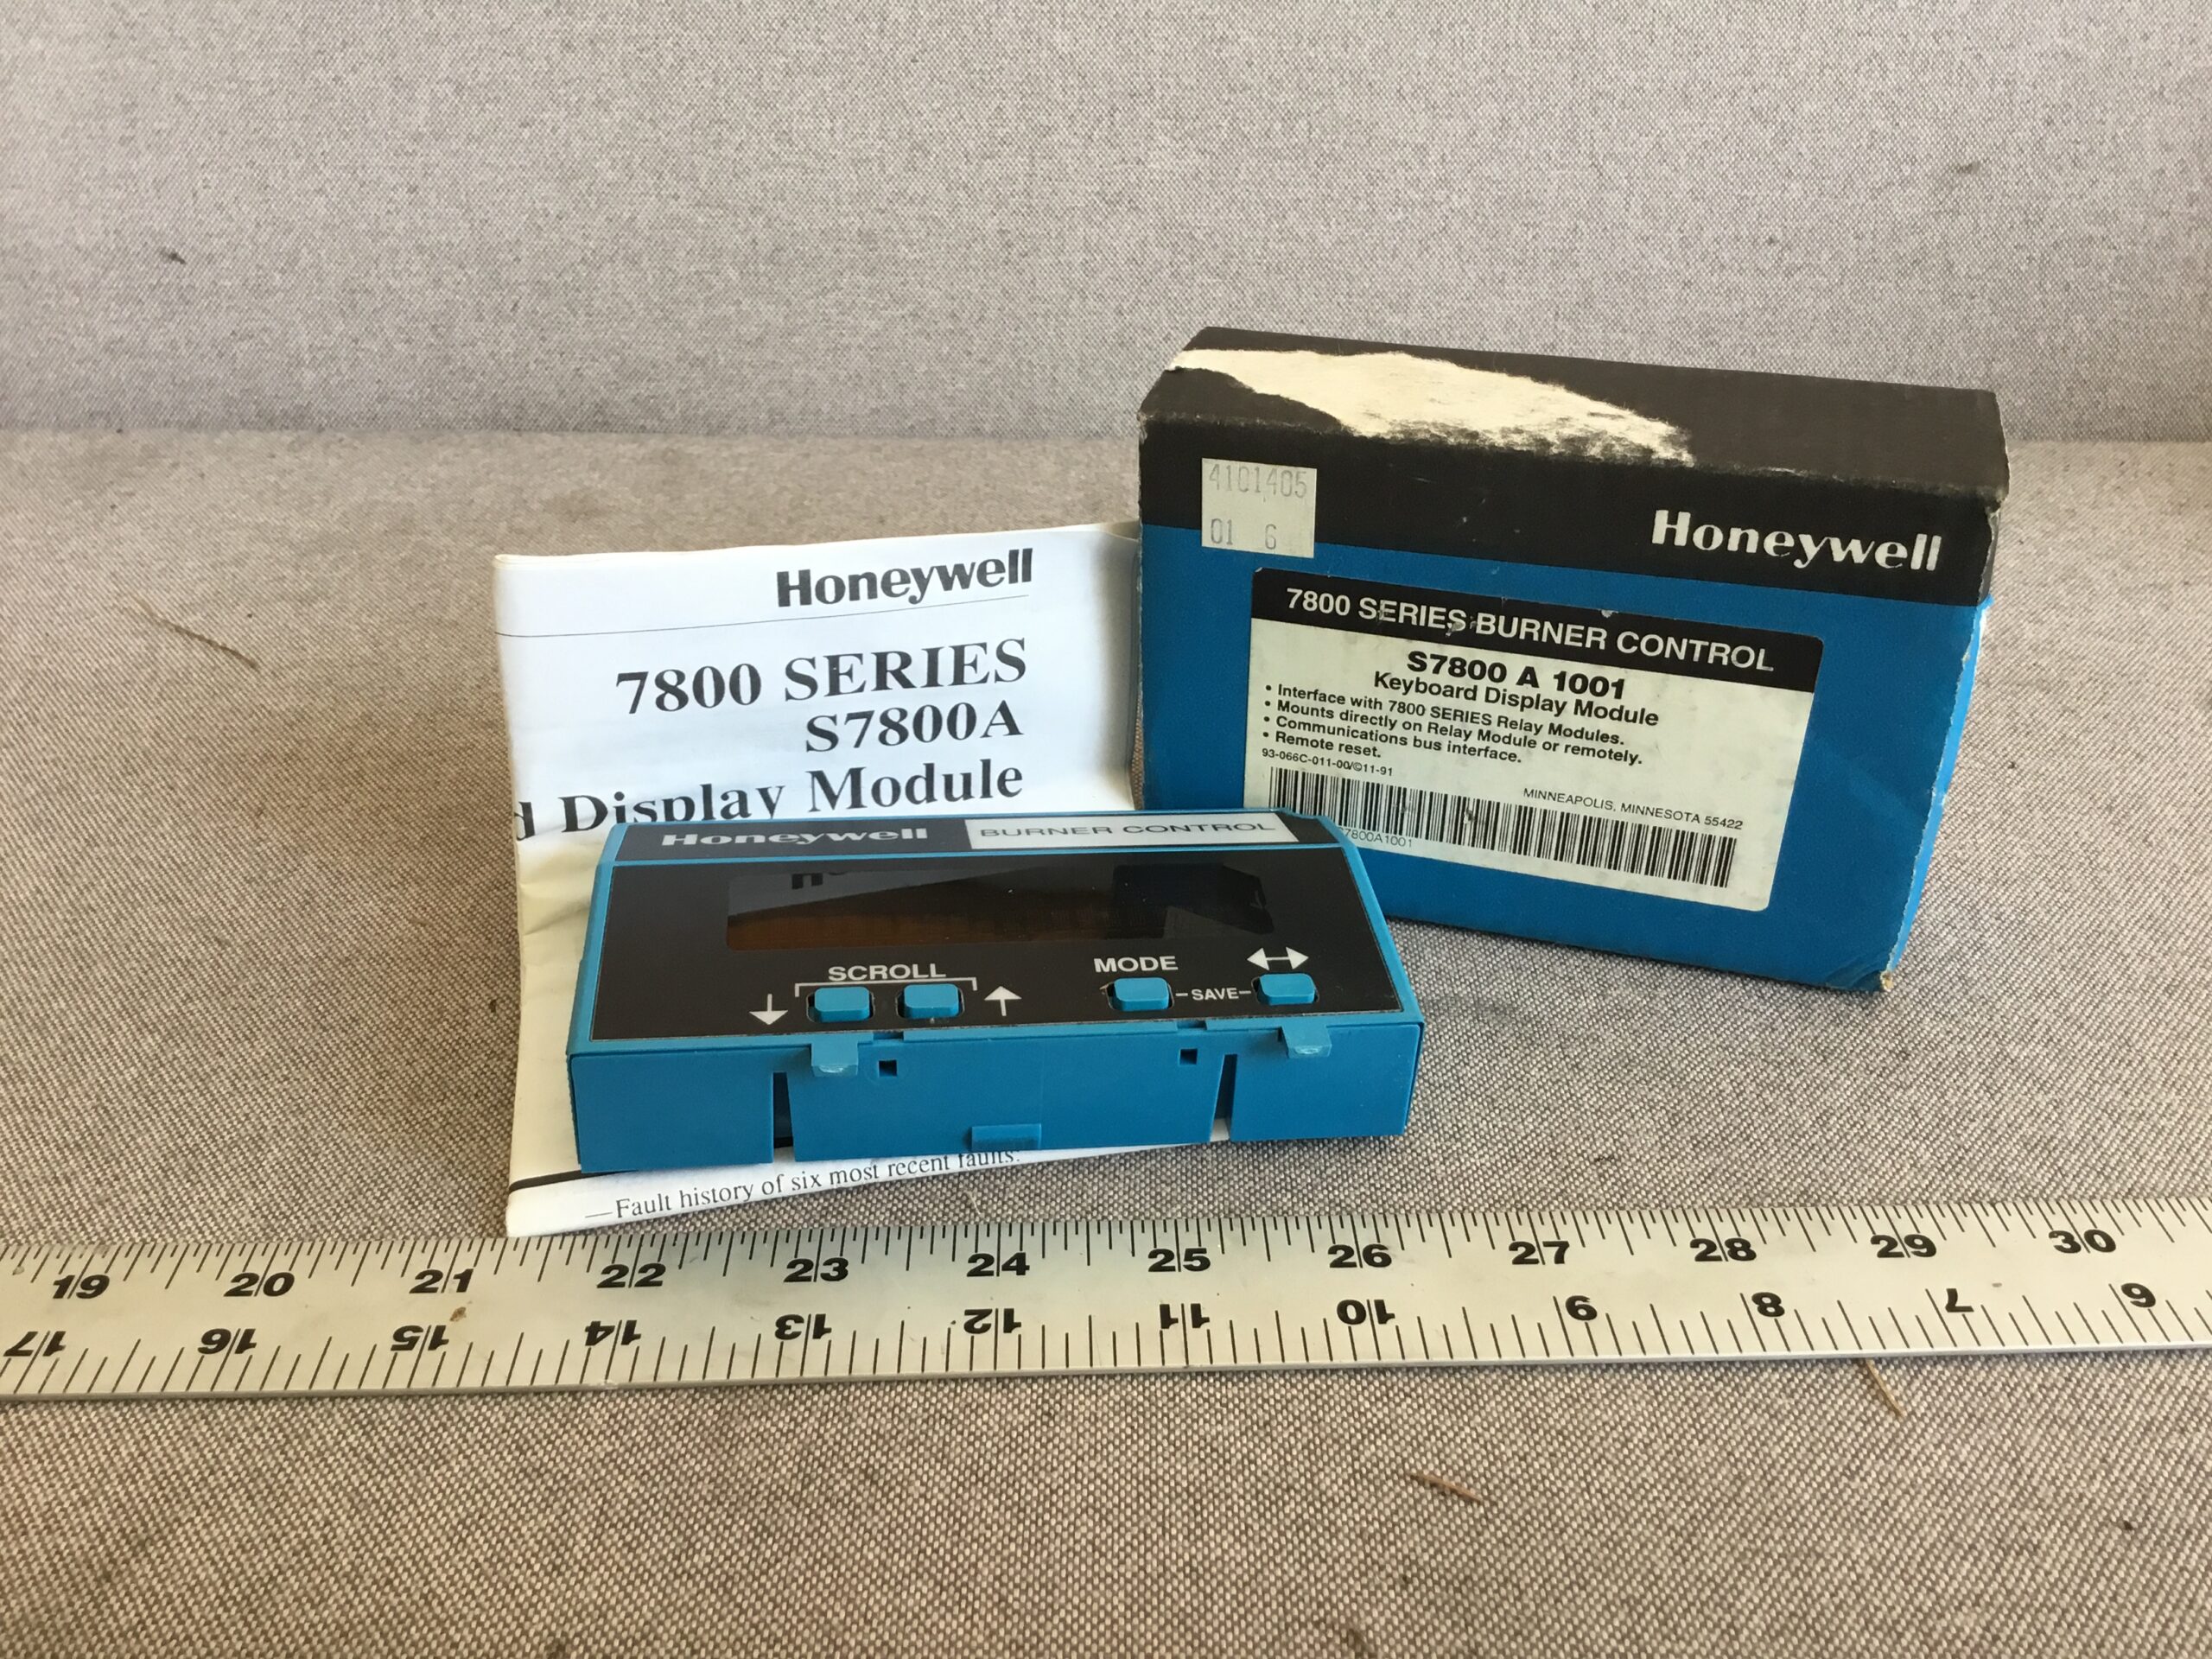 4101405
01 6
Honeywell
7800 SERIES BURNER CONTROL
S7800 A 1001
Keyboard Display Module
• Interface with 7800 SERIES Relay Modules.
• Mounts directly on Relay Module or remotely.
• Communications bus interface.
• Remote reset.
93-066C-011-00/©11-91
MINNEAPOLIS, MINNESOTA 55422
7800A1001
Honeywell
7800 SERIES
S7800A
d Display Module
Honeywell BURNER CONTROL
SCROLL
MODE
↔
↓ ↑ -SAVE-
—Fault history of six most recent faults.
19 20 21 22 23 24 25 26 27 28 29 30
17 16 15 14 13 12 11 10 9 8 7 6